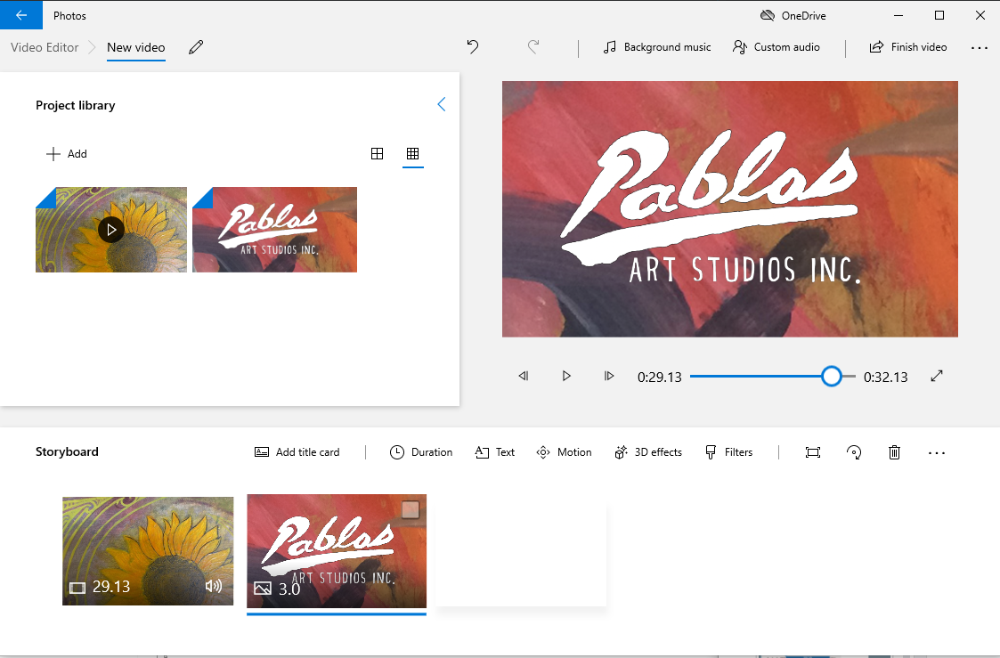 Photos
OneDrive
Video Editor
New video
Background music
Custom audio
Finish video
Project library
Add
Pablos
ART STUDIOS INC.
Pablos
ART STUDIOS INC.
0:29.13
0:32.13
Storyboard
Add title card
Duration
Text
Motion
3D effects
Filters
29.13
Pablos
ART STUDIOS INC.
3.0